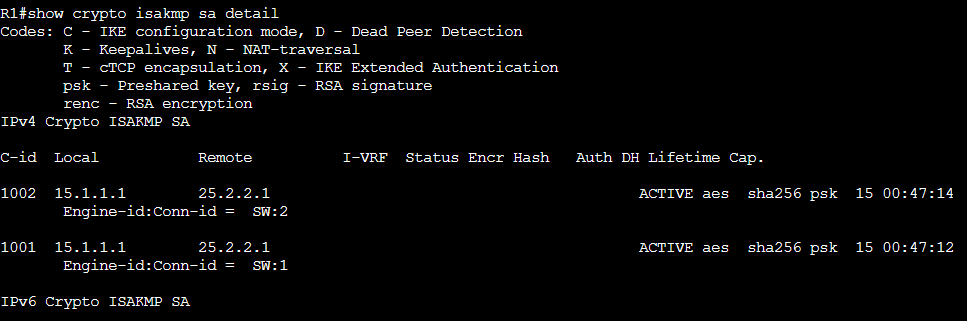 R1#show crypto isakmp sa detail
Codes: C - IKE configuration mode, D - Dead Peer Detection
       K - Keepalives, N - NAT-traversal
       T - cTCP encapsulation, X - IKE Extended Authentication
       psk - Preshared key, rsig - RSA signature
       renc - RSA encryption
IPv4 Crypto ISAKMP SA
C-id  Local           Remote          I-VRF  Status Encr Hash   Auth DH Lifetime Cap.
1002  15.1.1.1        25.2.2.1                                         ACTIVE aes  sha256 psk  15 00:47:14
       Engine-id:Conn-id =  SW:2
1001  15.1.1.1        25.2.2.1                                         ACTIVE aes  sha256 psk  15 00:47:12
       Engine-id:Conn-id =  SW:1
IPv6 Crypto ISAKMP SA